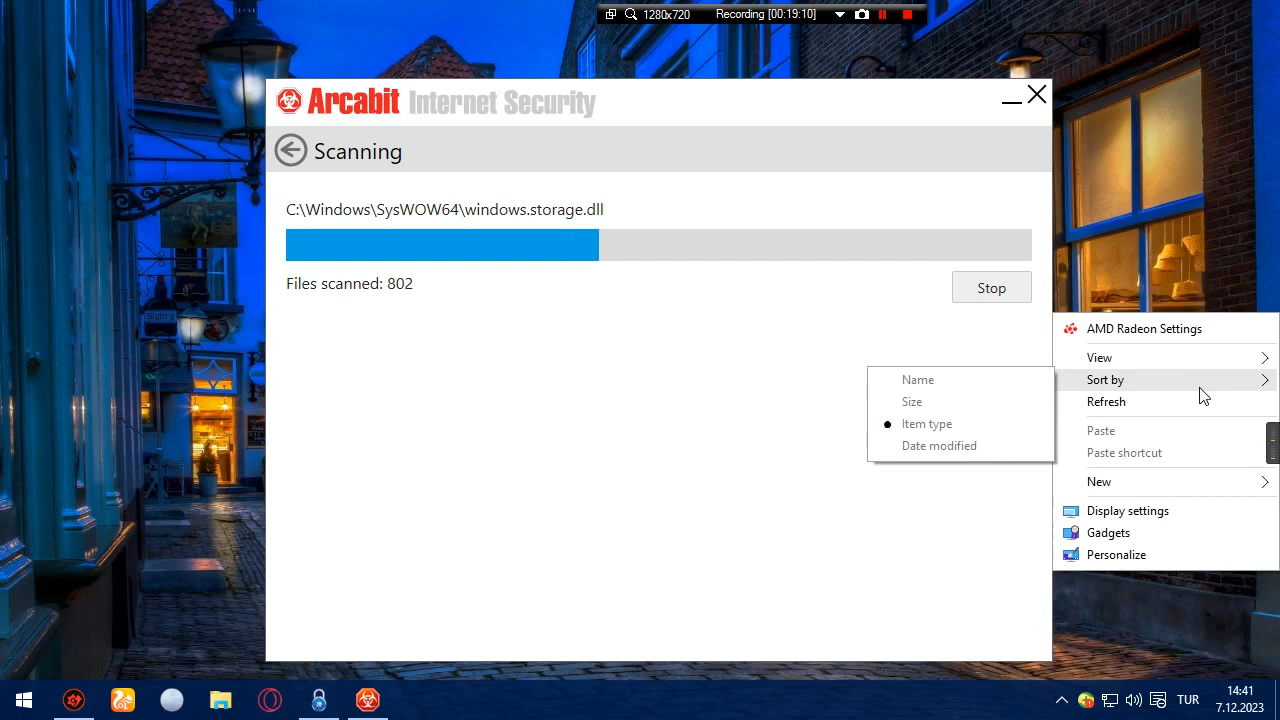 1280x720
Recording [00:19:10]
Arcabit Internet Security
Scanning
C:\Windows\SysWOW64\windows.storage.dll
Files scanned: 802
Stop
AMD Radeon Settings
View
Sort by
Refresh
Paste
Paste shortcut
New
Display settings
Gadgets
Personalize
Name
Size
Item type
Date modified
TUR
14:41
7.12.2023